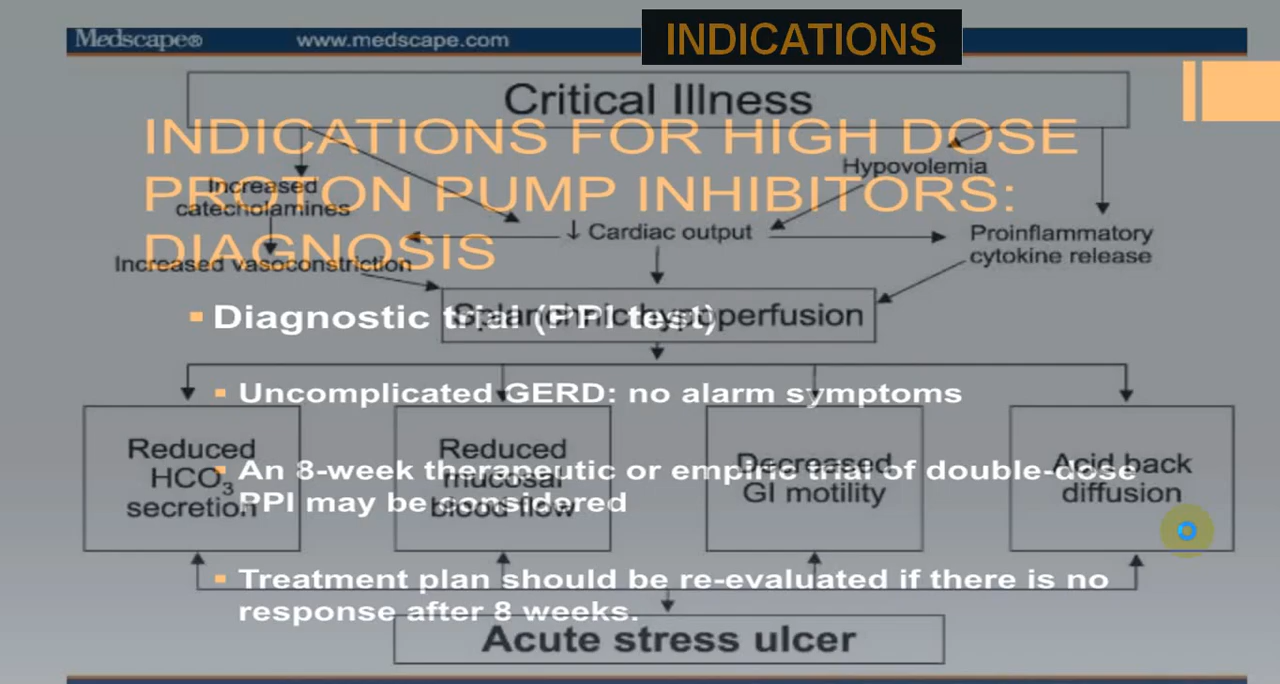 Medscape® www.medscape.com
INDICATIONS
Critical Illness
INDICATIONS FOR HIGH DOSE
PROTON PUMP INHIBITORS:
DIAGNOSIS
Hypovolemia
Increased
catecholamines
↓ Cardiac output
Proinflammatory
cytokine release
Increased vasoconstriction
Splanchnic hypoperfusion
Diagnostic trial (PPI test)
Uncomplicated GERD: no alarm symptoms
An 8-week therapeutic or empiric trial of double-dose
PPI may be considered
Treatment plan should be re-evaluated if there is no
response after 8 weeks.
Reduced
HCO3
secretion
Reduced
mucosal
blood flow
Decreased
GI motility
Acid back
diffusion
Acute stress ulcer